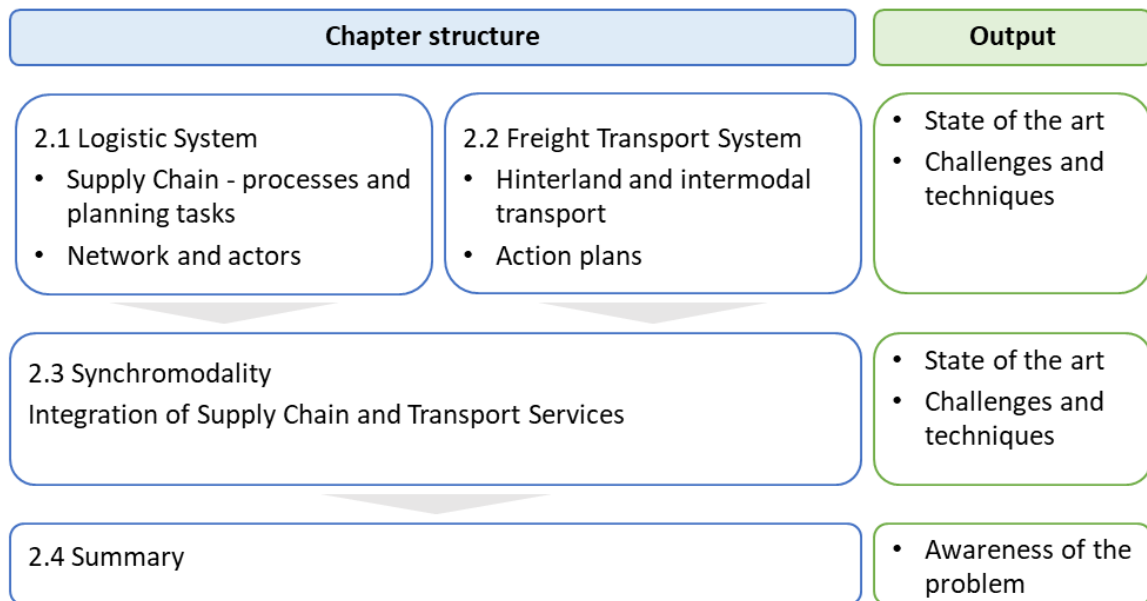 Chapter structure
Output
2.1 Logistic System
• Supply Chain - processes and
planning tasks
• Network and actors
2.2 Freight Transport System
• Hinterland and intermodal
transport
• Action plans
• State of the art
• Challenges and
techniques
2.3 Synchromodality
Integration of Supply Chain and Transport Services
• State of the art
• Challenges and
techniques
2.4 Summary
• Awareness of the
problem